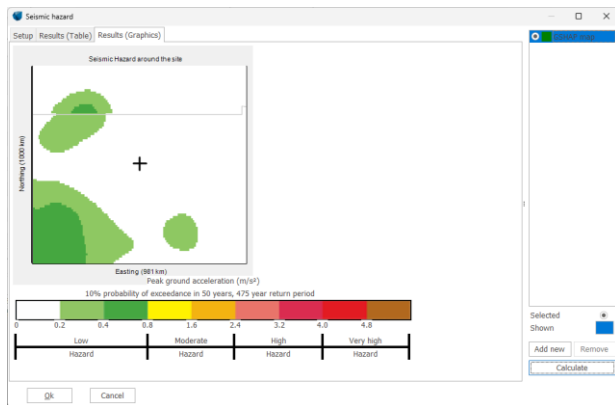 Seismic hazard
Setup Results (Table) Results (Graphics)
GSHAP map
Seismic Hazard around the site
Northing (1000 km)
Easting (981 km)
Peak ground acceleration (m/s²)
10% probability of exceedance in 50 years, 475 year return period
0 0.2 0.4 0.8 1.6 2.4 3.2 4.0 4.8
Low Moderate High Very high
Hazard Hazard Hazard Hazard
Selected
Shown
Add new Remove
Calculate
Ok Cancel